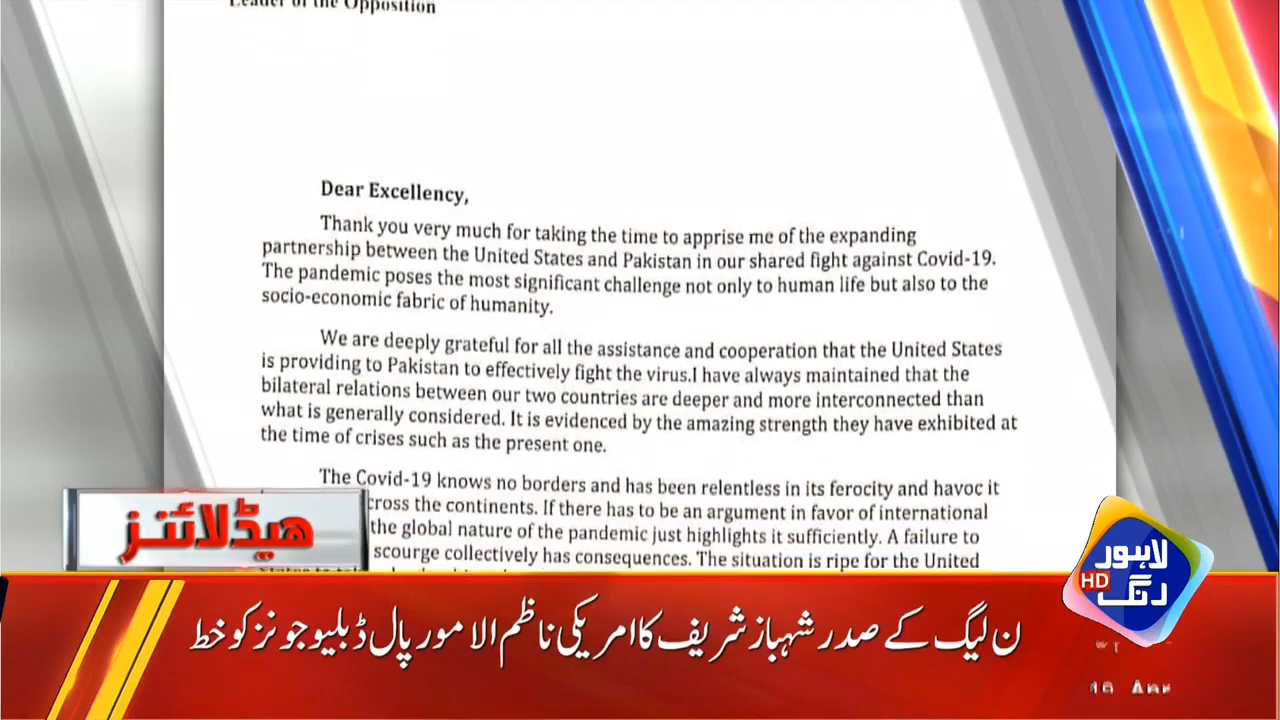 Leader of the Opposition
Dear Excellency,
Thank you very much for taking the time to apprise me of the expanding
partnership between the United States and Pakistan in our shared fight against Covid-19.
The pandemic poses the most significant challenge not only to human life but also to the
socio-economic fabric of humanity.
We are deeply grateful for all the assistance and cooperation that the United States
is providing to Pakistan to effectively fight the virus.I have always maintained that the
bilateral relations between our two countries are deeper and more interconnected than
what is generally considered. It is evidenced by the amazing strength they have exhibited at
the time of crises such as the present one.
The Covid-19 knows no borders and has been relentless in its ferocity and havoc it
cross the continents. If there has to be an argument in favor of international
the global nature of the pandemic just highlights it sufficiently. A failure to
scourge collectively has consequences. The situation is ripe for the United
ہیڈلائنز
لاہور
HD رنگ
ن لیگ کے صدر شہباز شریف کا امریکی ناظم الامور پال ڈبلیو جونز کو خط